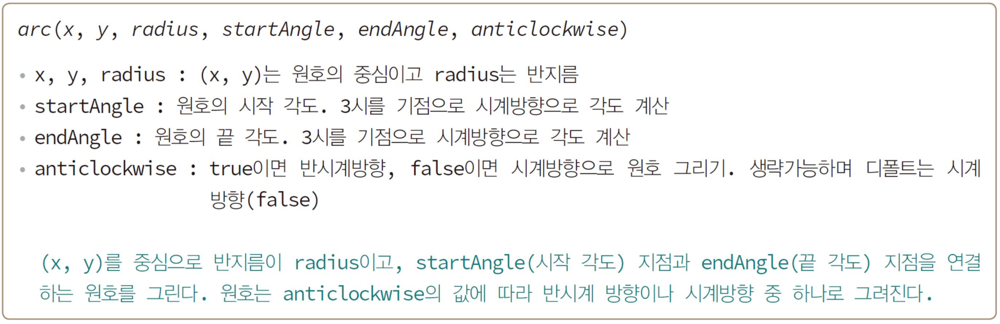 arc(x, y, radius, startAngle, endAngle, anticlockwise)
• x, y, radius : (x, y)는 원호의 중심이고 radius는 반지름
• startAngle : 원호의 시작 각도. 3시를 기점으로 시계방향으로 각도 계산
• endAngle : 원호의 끝 각도. 3시를 기점으로 시계방향으로 각도 계산
• anticlockwise : true이면 반시계방향, false이면 시계방향으로 원호 그리기. 생략가능하며 디폴트는 시계
방향(false)
(x, y)를 중심으로 반지름이 radius이고, startAngle(시작 각도) 지점과 endAngle(끝 각도) 지점을 연결
하는 원호를 그린다. 원호는 anticlockwise의 값에 따라 반시계 방향이나 시계방향 중 하나로 그려진다.